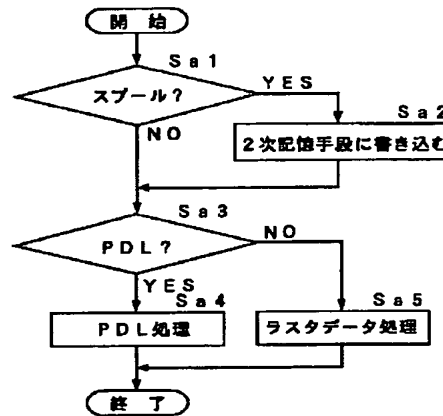 開 始
Sa1
スプール?
YES
NO
Sa2
2次記憶手段に書き込む
Sa3
PDL?
NO
YES
Sa4
PDL処理
Sa5
ラスタデータ処理
終 了